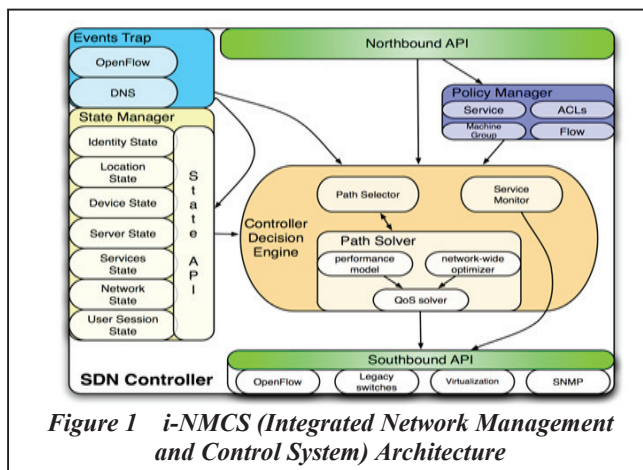 Events Trap
OpenFlow
DNS
Northbound API
Policy Manager
Service
ACLs
Machine
Group
Flow
State Manager
Identity State
Location
State
Device State
Server State
Services
State
Network
State
User Session
State
State API
Controller
Decision
Engine
Path Selector
Service
Monitor
Path Solver
performance
model
network-wide
optimizer
QoS solver
Southbound API
OpenFlow
Legacy
switches
Virtualization
SNMP
SDN Controller
Figure 1 i-NMCS (Integrated Network Management
and Control System) Architecture